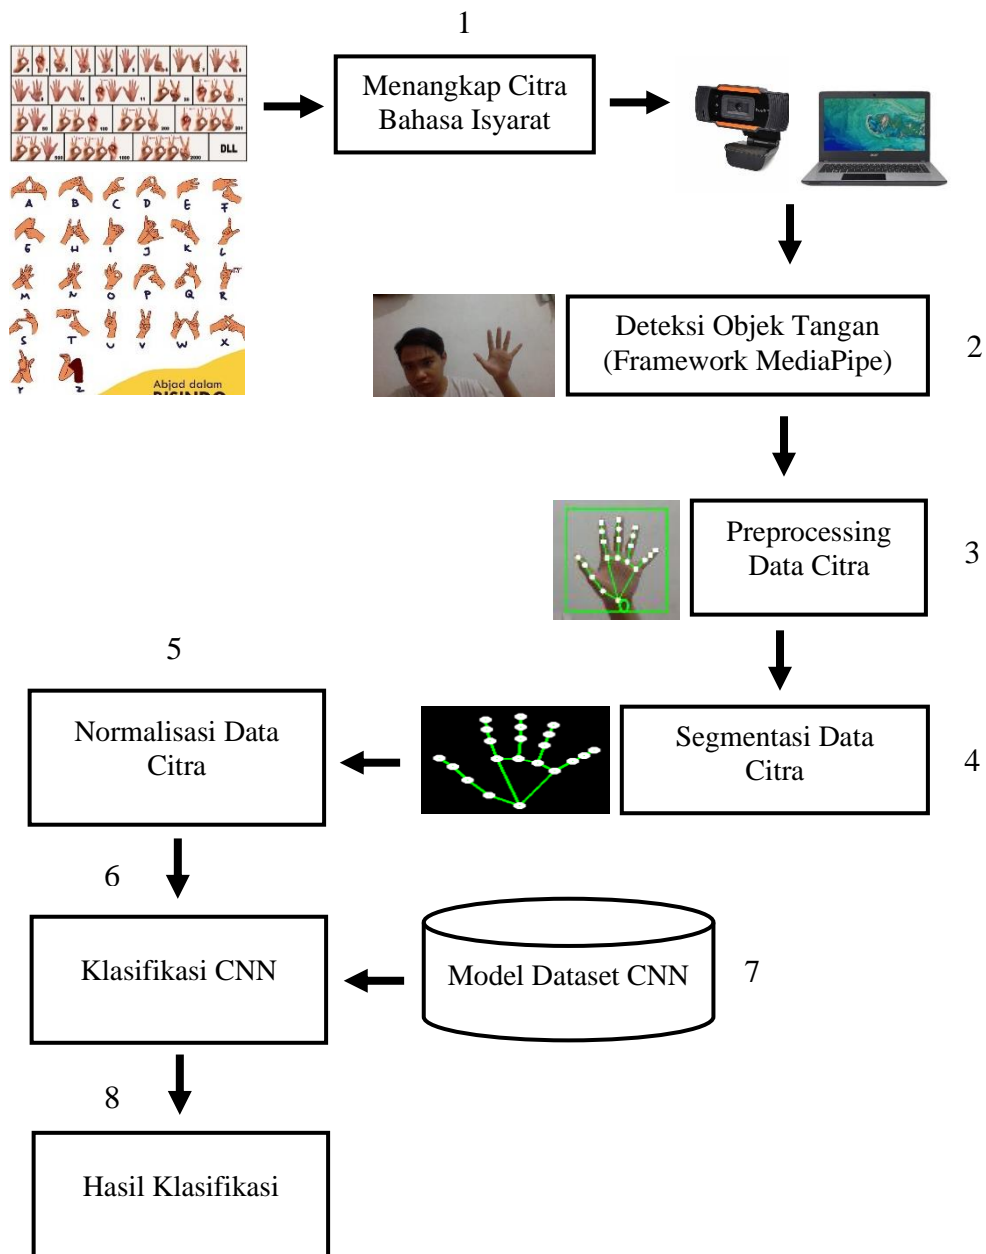 1
Menangkap Citra
Bahasa Isyarat
DLL
A B C D E F
G H I J K L
M N O P Q R
S T U V W X
Y Z
Abjad dalam
2
Deteksi Objek Tangan
(Framework MediaPipe)
3
Preprocessing
Data Citra
4
Segmentasi Data
Citra
5
Normalisasi Data
Citra
6
Klasifikasi CNN
7
Model Dataset CNN
8
Hasil Klasifikasi